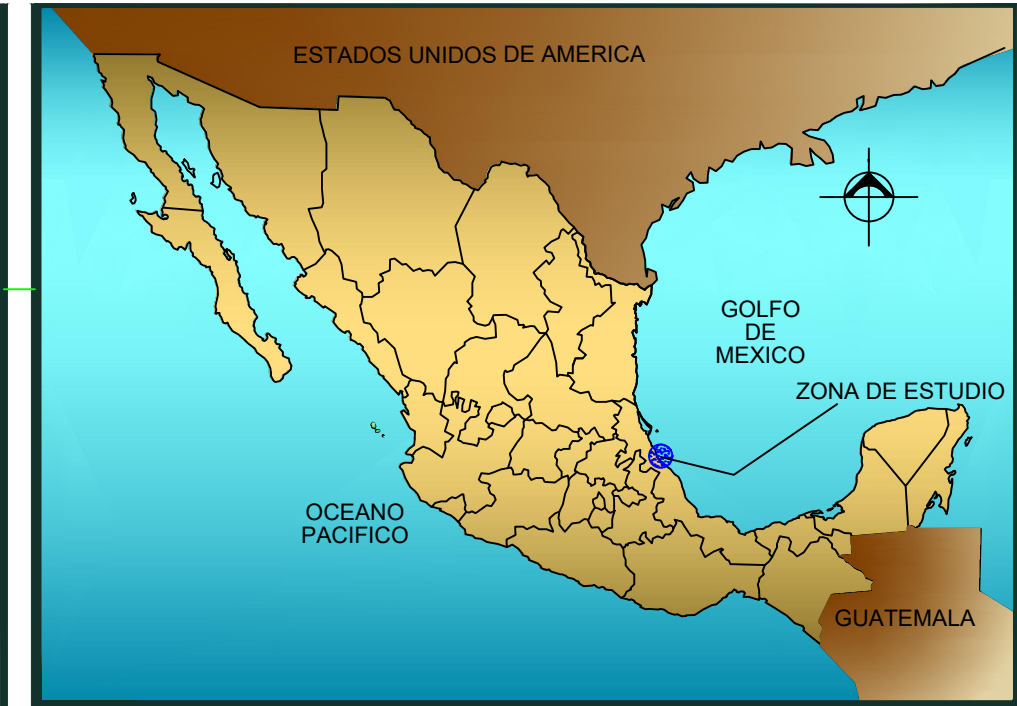 ESTADOS UNIDOS DE AMERICA
GOLFO
DE
MEXICO
ZONA DE ESTUDIO
OCEANO
PACIFICO
GUATEMALA